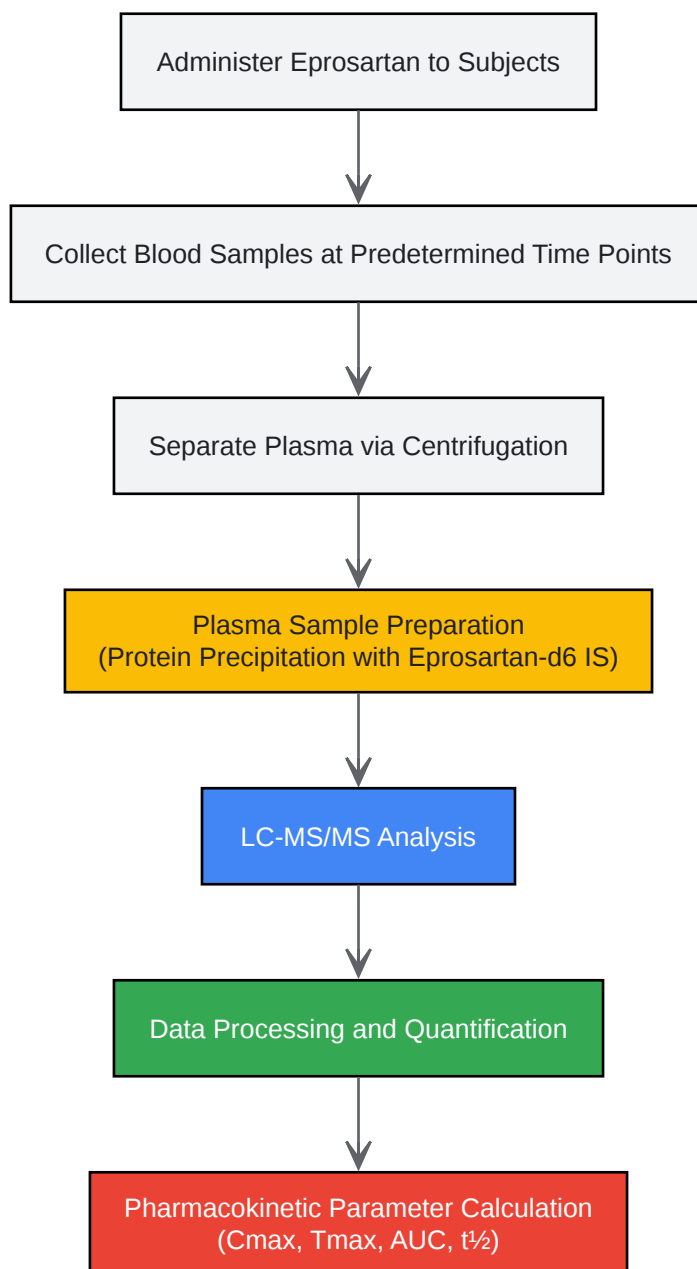 Administer Eprosartan to Subjects
Collect Blood Samples at Predetermined Time Points
Separate Plasma via Centrifugation
Plasma Sample Preparation
(Protein Precipitation with Eprosartan-d6 IS)
LC-MS/MS Analysis
Data Processing and Quantification
Pharmacokinetic Parameter Calculation
(Cmax, Tmax, AUC, t½)